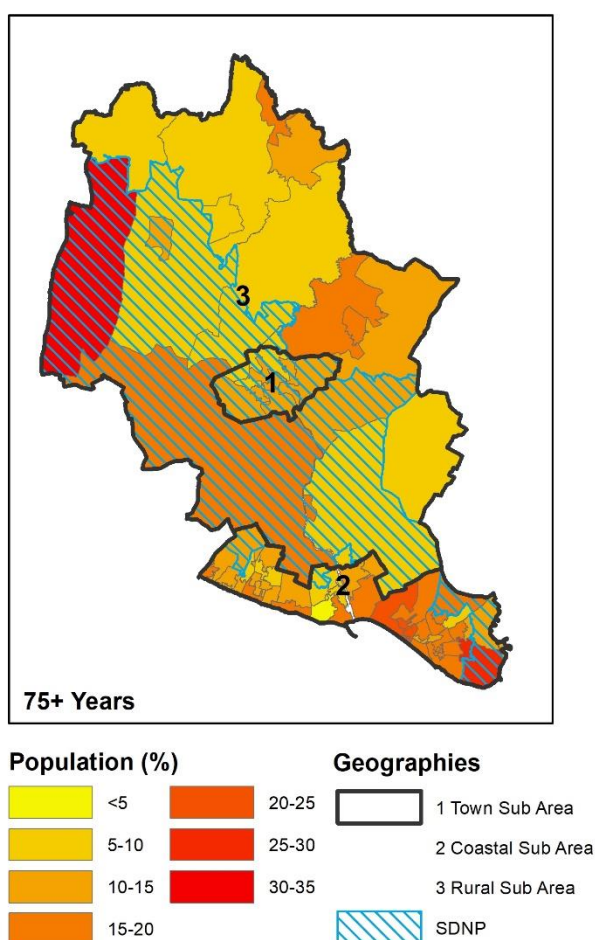 3
1
2
75+ Years
Population (%)
<5
5-10
10-15
15-20
20-25
25-30
30-35
Geographies
1 Town Sub Area
2 Coastal Sub Area
3 Rural Sub Area
SDNP